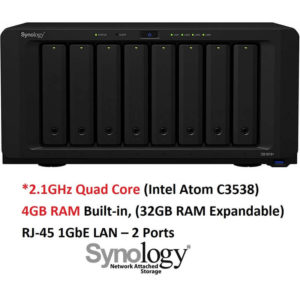 Synology
*2.1GHz Quad Core (Intel Atom C3538)
4GB RAM Built-in, (32GB RAM Expandable)
RJ-45 1GbE LAN – 2 Ports
Synology®
Network Attached
Storage